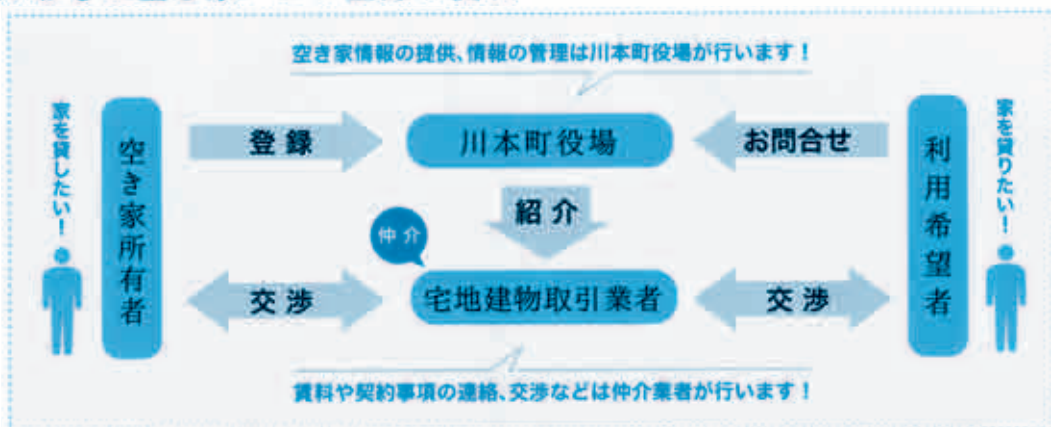 空き家情報の提供、情報の管理は川本町役場が行います！
家を貸したい！
空き家所有者
登録
川本町役場
お問合せ
利用希望者
家を借りたい！
紹介
仲介
交渉
宅地建物取引業者
交渉
賃料や契約事項の連絡、交渉などは仲介業者が行います！